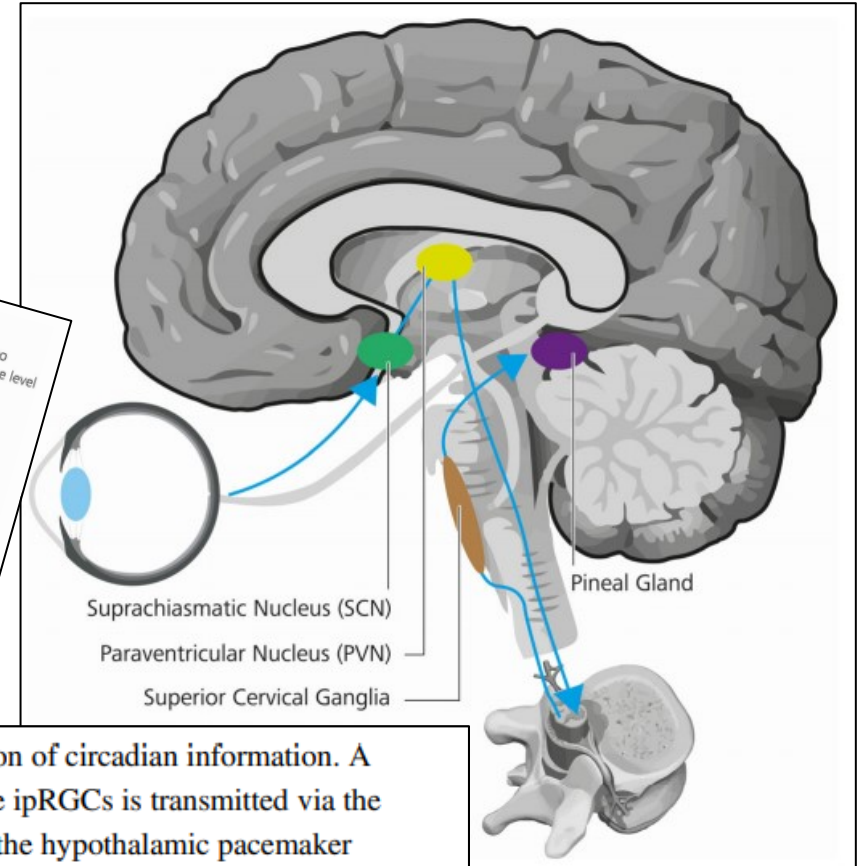 o
e level
Suprachiasmatic Nucleus (SCN)
Paraventricular Nucleus (PVN)
Superior Cervical Ganglia
Pineal Gland
on of circadian information. A
e ipRGCs is transmitted via the
the hypothalamic pacemaker